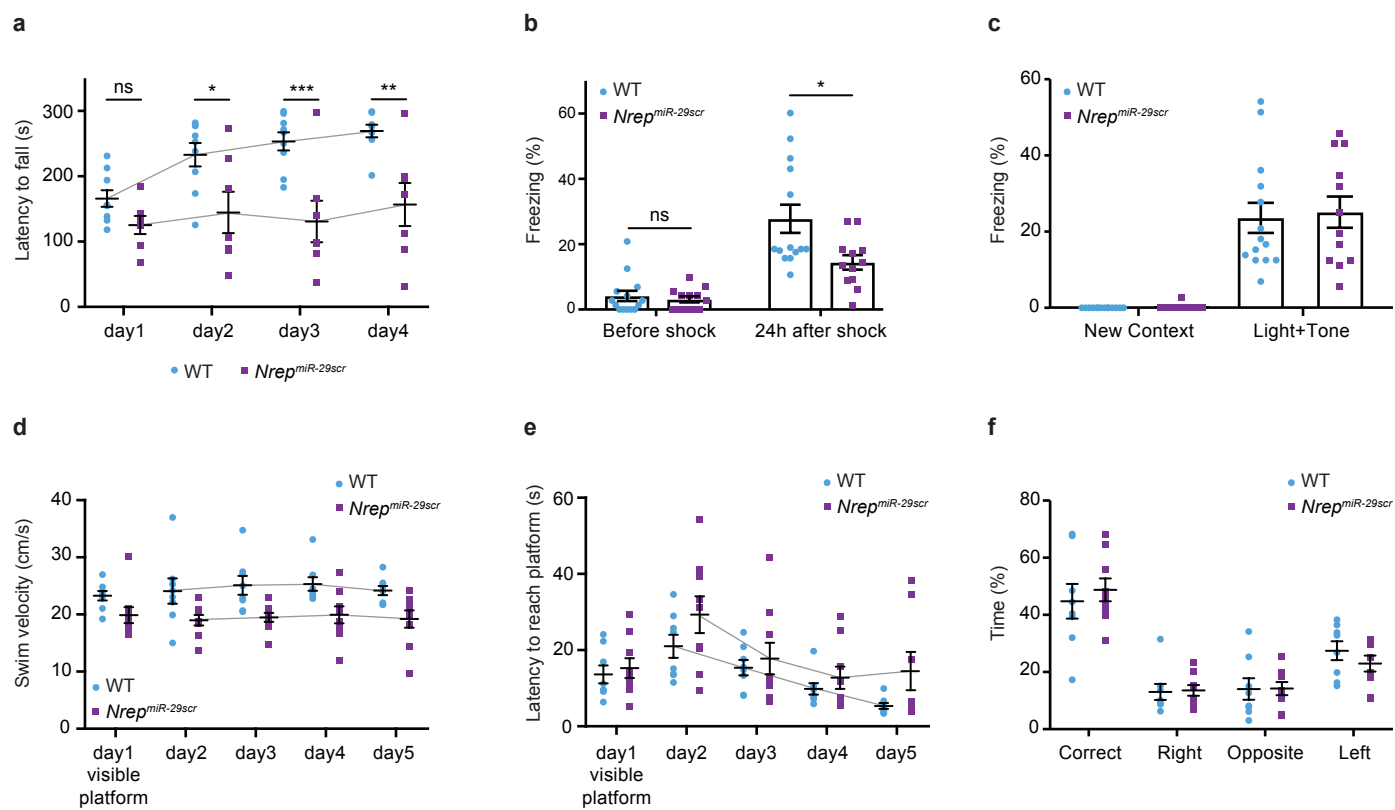 a
ns
*
***
**
300
200
100
0
Latency to fall (s)
day1
day2
day3
day4
WT
Nrep^miR-29scr
b
WT
Nrep^miR-29scr
*
ns
60
40
20
0
Freezing (%)
Before shock
24h after shock
c
WT
Nrep^miR-29scr
60
40
20
0
Freezing (%)
New Context
Light+Tone
d
WT
Nrep^miR-29scr
40
30
20
10
0
Swim velocity (cm/s)
WT
Nrep^miR-29scr
day1
visible
platform
day2
day3
day4
day5
e
WT
Nrep^miR-29scr
60
40
20
0
Latency to reach platform (s)
day1
visible
platform
day2
day3
day4
day5
f
WT
Nrep^miR-29scr
80
60
40
20
0
Time (%)
Correct
Right
Opposite
Left